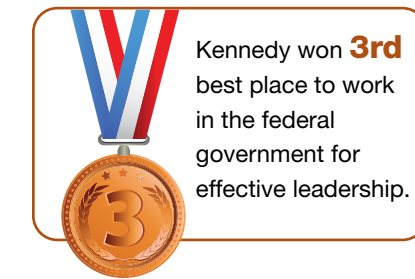 Kennedy won 3rd
best place to work
in the federal
government for
effective leadership.
3